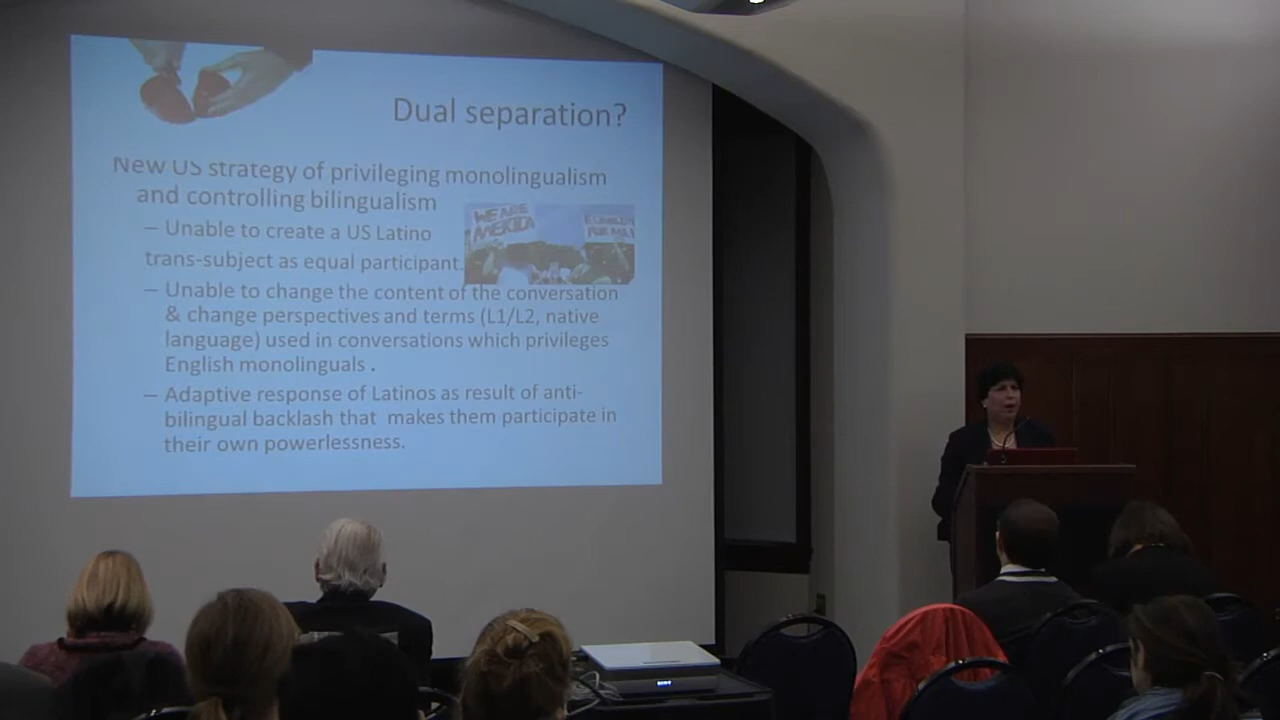 Dual separation?
New US strategy of privileging monolingualism
and controlling bilingualism
– Unable to create a US Latino
trans-subject as equal participant.
WE ARE
AMERICA
– Unable to change the content of the conversation
& change perspectives and terms (L1/L2, native
language) used in conversations which privileges
English monolinguals .
– Adaptive response of Latinos as result of anti-
bilingual backlash that makes them participate in
their own powerlessness.